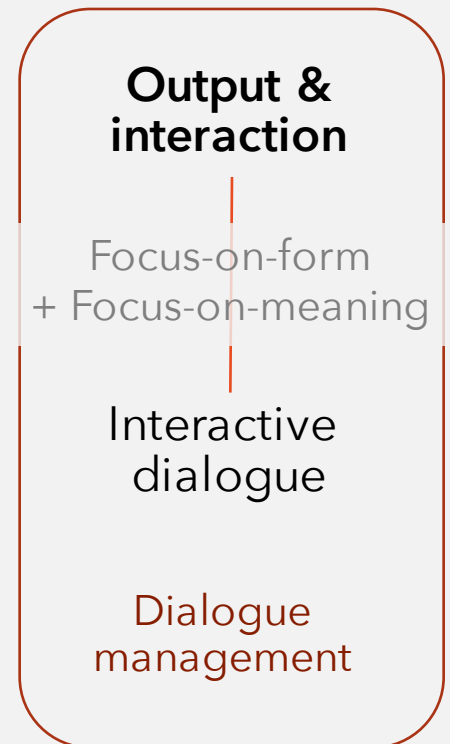 Output &
interaction
Focus-on-form
+ Focus-on-meaning
Interactive
dialogue
Dialogue
management